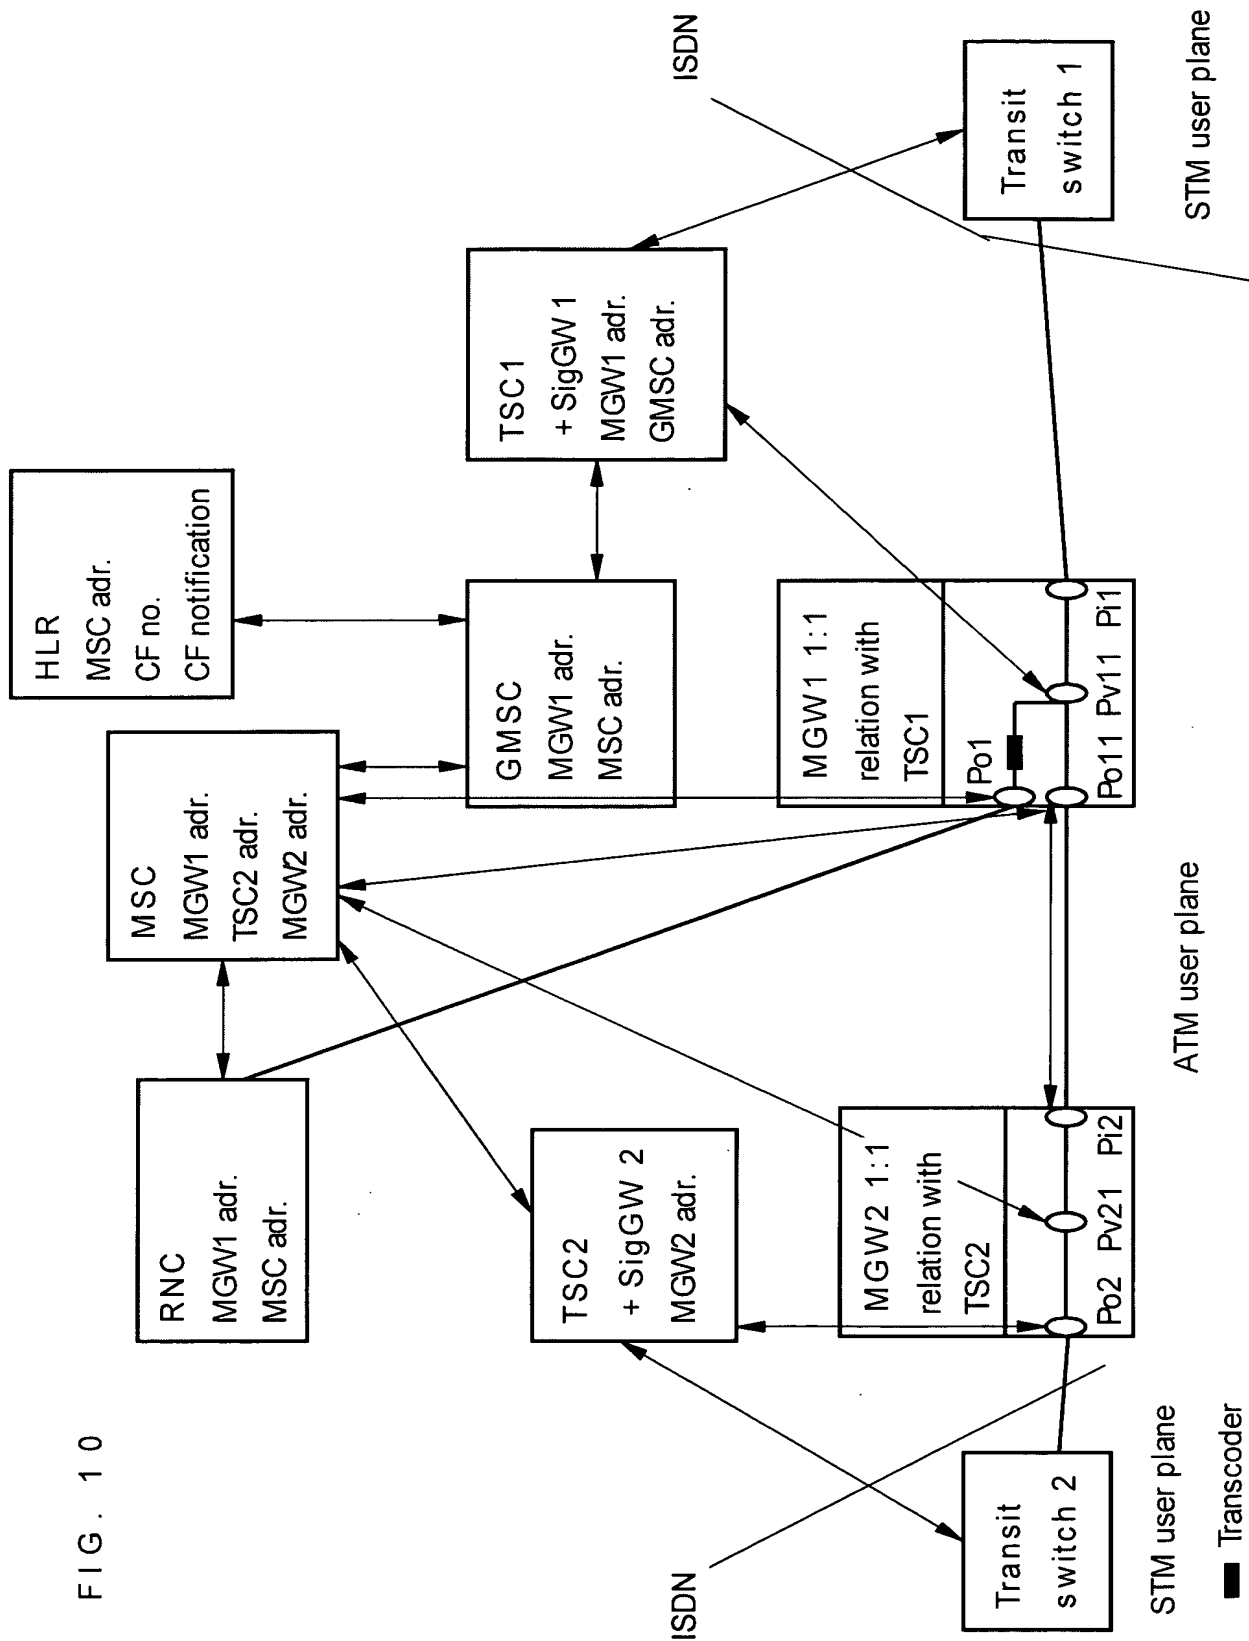 FIG. 10
HLR
MSC adr.
CF no.
CF notification
RNC
MGW1 adr.
MSC adr.
MSC
MGW1 adr.
TSC2 adr.
MGW2 adr.
GMSC
MGW1 adr.
MSC adr.
TSC1
+ SigGW 1
MGW1 adr.
GMSC adr.
TSC2
+ SigGW 2
MGW2 adr.
ISDN
ISDN
MGW2 1:1
relation with
TSC2
Po2 Pv21 Pi2
MGW1 1:1
relation with
TSC1
Po1
Po11 Pv11 Pi1
Transit
switch 2
Transit
switch 1
STM user plane
ATM user plane
STM user plane
Transcoder